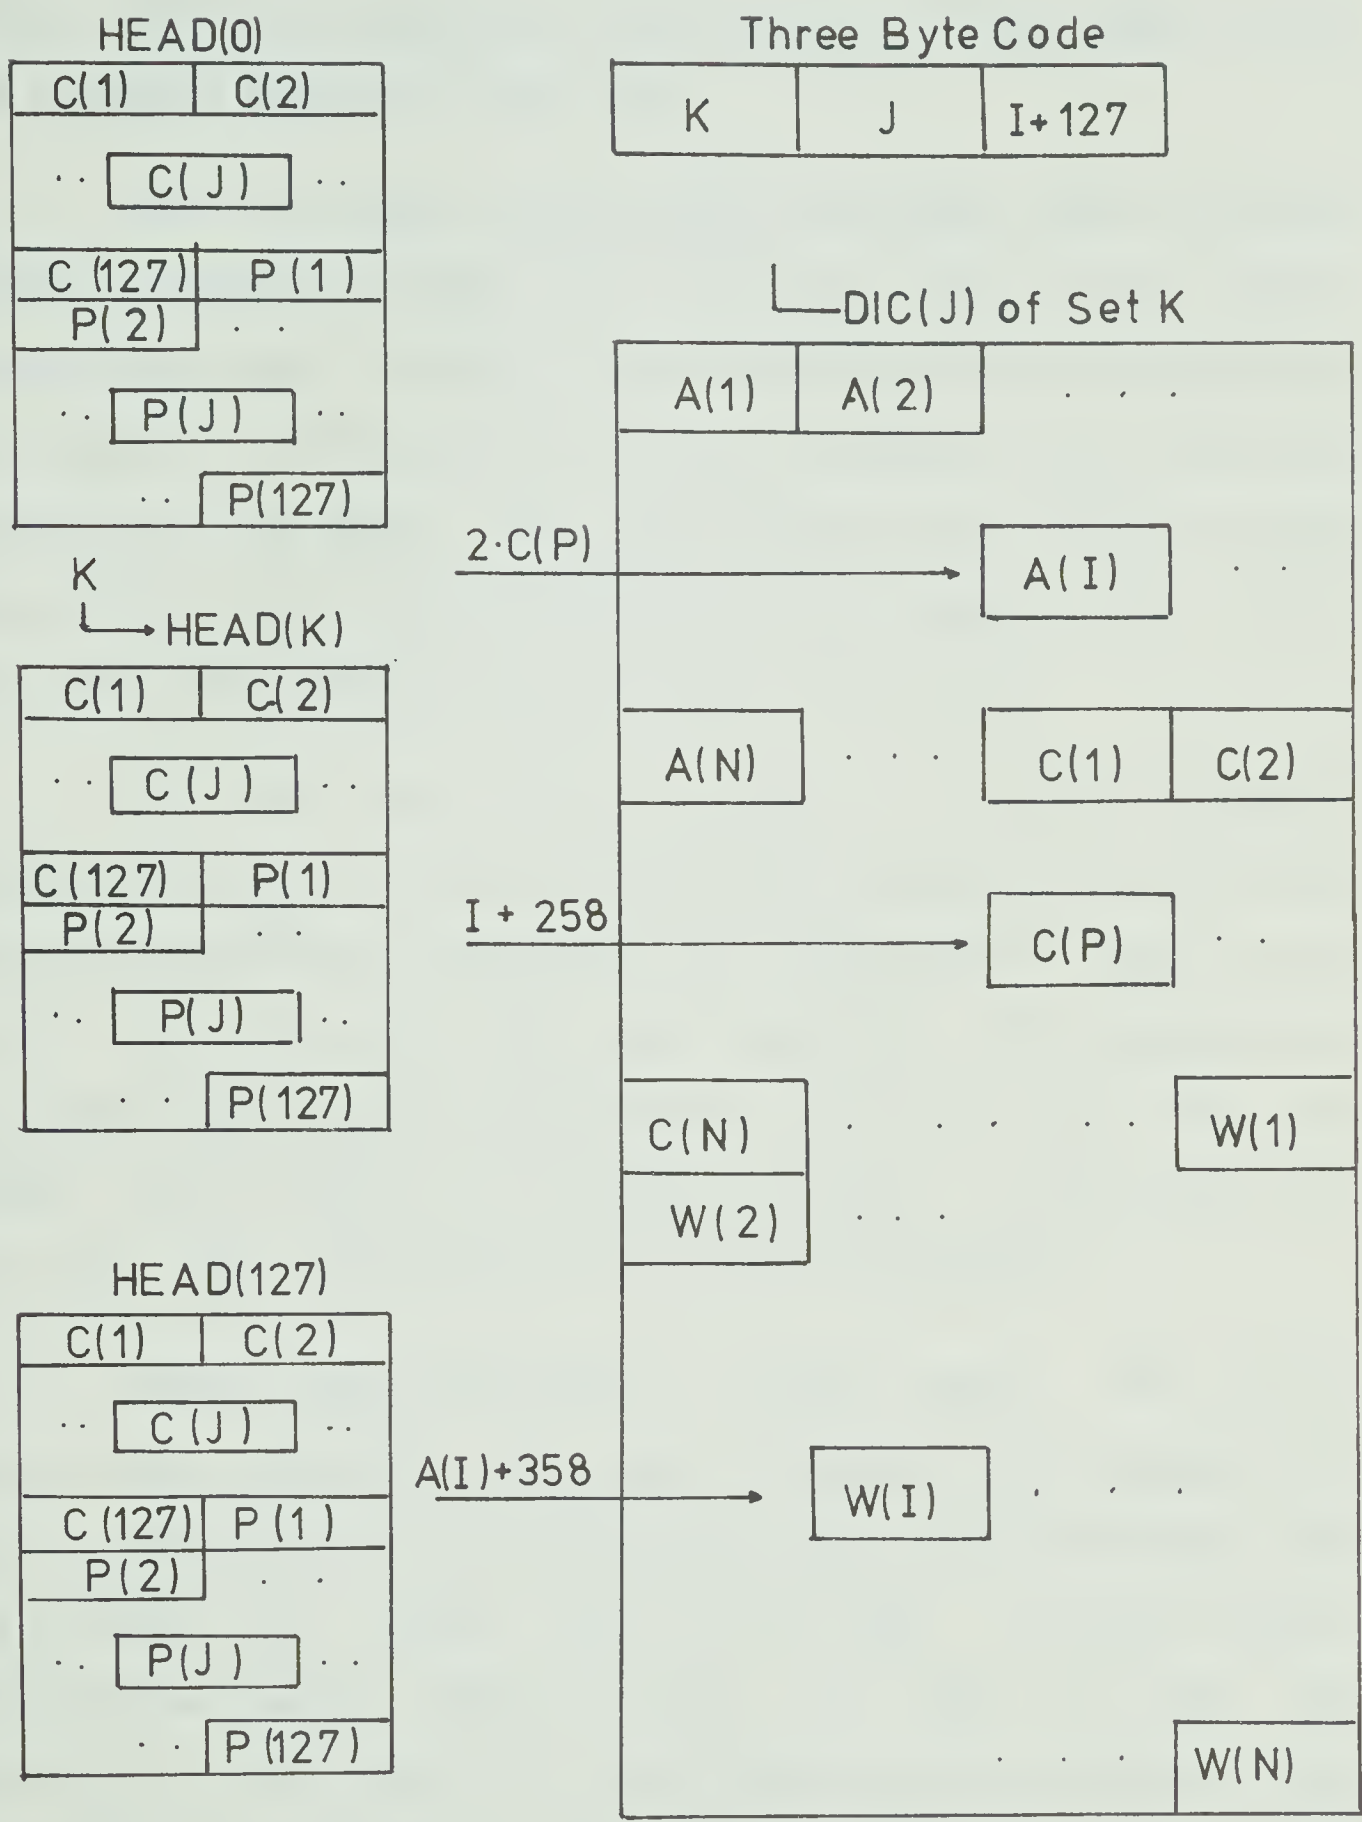 HEAD(0)
C(1) C(2)
.. C(J) ..
C(127) P(1)
P(2) ..
.. P(J) ..
.. P(127)
K
HEAD(K)
C(1) C(2)
.. C(J) ..
C(127) P(1)
P(2) ..
.. P(J) ..
.. P(127)
HEAD(127)
C(1) C(2)
.. C(J) ..
C(127) P(1)
P(2) ..
.. P(J) ..
.. P(127)
Three Byte Code
K J I+127
DIC(J) of Set K
A(1) A(2) ...
2·C(P) A(I) ..
A(N) ... C(1) C(2)
I + 258 C(P) ..
C(N) .... W(1)
W(2) ...
A(I)+358 W(I) ...
... W(N)